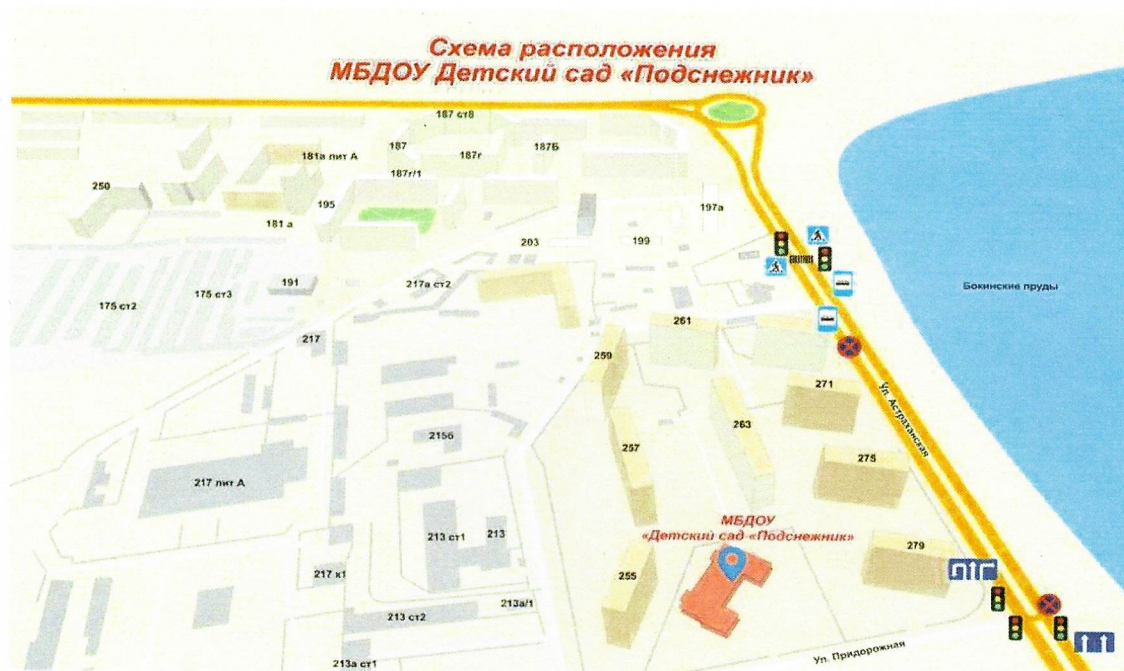 Схема расположения
МБДОУ Детский сад «Подснежник»
187 ст8
187
187г
187Б
181а лит А
187г/1
250
195
197а
181 а
203
199
191
217а ст2
175 ст3
175 ст2
Бокинские пруды
261
217
259
271
Ул. Астраханская
263
215б
257
275
217 лит А
МБДОУ
«Детский сад «Подснежник»
213 ст1
213
279
217 к1
255
213а/1
213 ст2
Ул. Придорожная
213а ст1